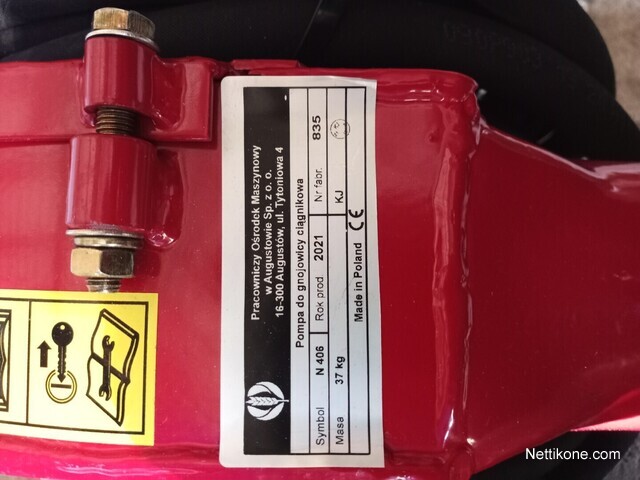 Pracowniczy Ośrodek Maszynowy
w Augustowie Sp. z o. o.
16-300 Augustów, ul. Tytoniowa 4
Pompa do gnojowicy ciągnikowa
Symbol N 406 Rok prod 2021 Nr fabr. 835
Masa 37 kg KJ
Made in Poland CE
Nettikone.com